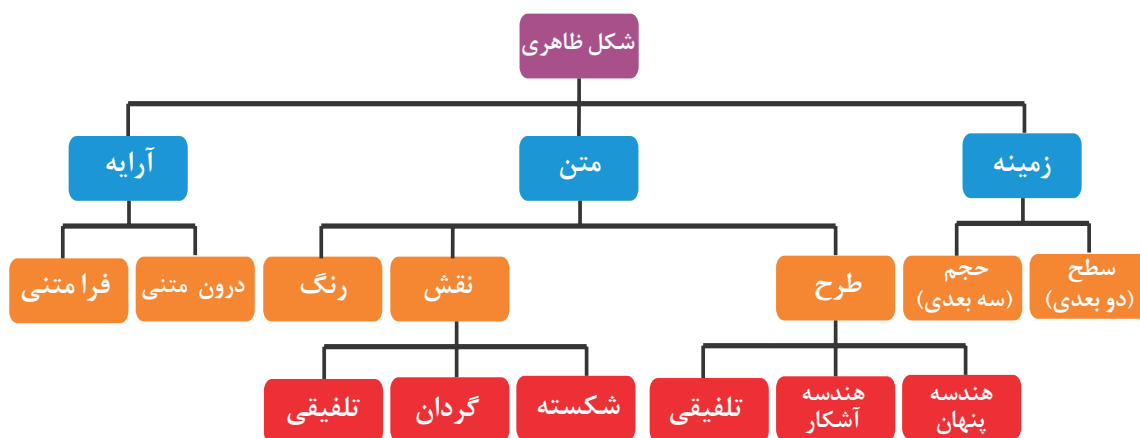 شکل ظاهری
زمینه
متن
آرایه
سطح
(دو بعدی)
حجم
(سه بعدی)
طرح
نقش
رنگ
درون متنی
فرا متنی
هندسه
پنهان
هندسه
آشکار
تلفیقی
شکسته
گردان
تلفیقی